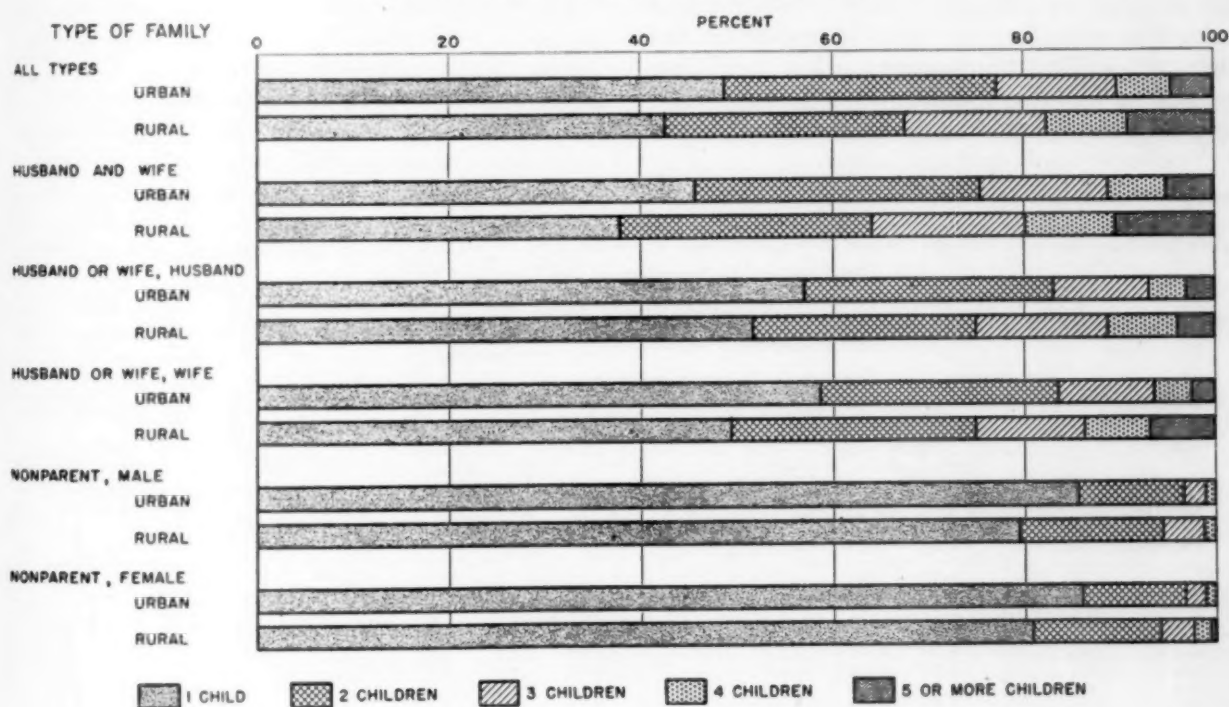 TYPE OF FAMILY
PERCENT
0 20 40 60 80 100
ALL TYPES
URBAN
RURAL
HUSBAND AND WIFE
URBAN
RURAL
HUSBAND OR WIFE, HUSBAND
URBAN
RURAL
HUSBAND OR WIFE, WIFE
URBAN
RURAL
NONPARENT, MALE
URBAN
RURAL
NONPARENT, FEMALE
URBAN
RURAL
1 CHILD 2 CHILDREN 3 CHILDREN 4 CHILDREN 5 OR MORE CHILDREN